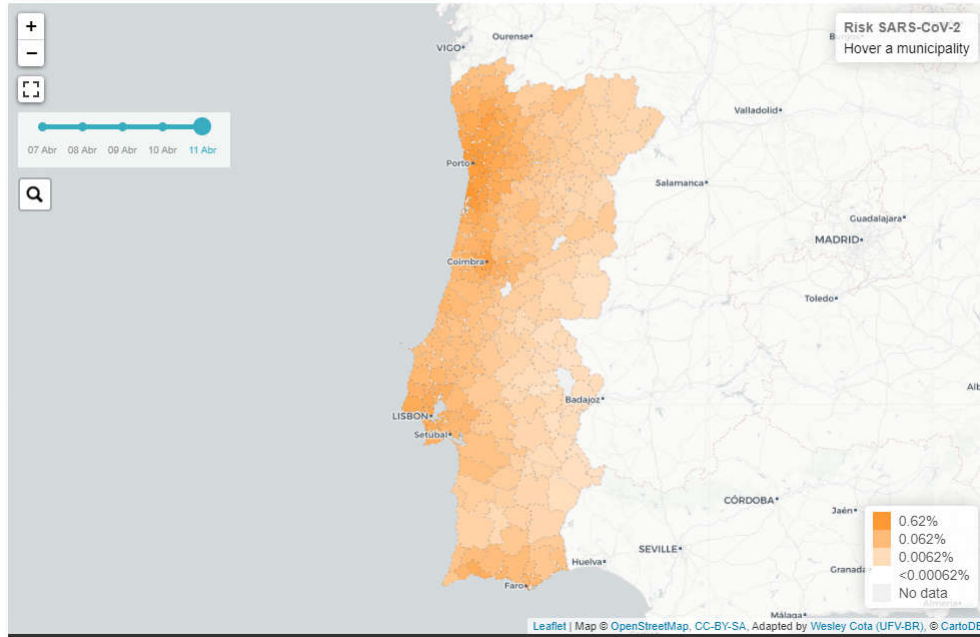 +
−
07 Abr 08 Abr 09 Abr 10 Abr 11 Abr
Risk SARS-CoV-2
Hover a municipality
VIGO
Ourense
Valladolid
Porto
Salamanca
Guadalajara
MADRID
Coimbra
Toledo
Badajoz
LISBON
Setubal
CÓRDOBA
Jaén
SEVILLE
Huelva
Granada
Faro
Málaga
Almería
0.62%
0.062%
0.0062%
<0.00062%
No data
Leaflet | Map © OpenStreetMap, CC-BY-SA, Adapted by Wesley Cota (UFV-BR), © CartoDB